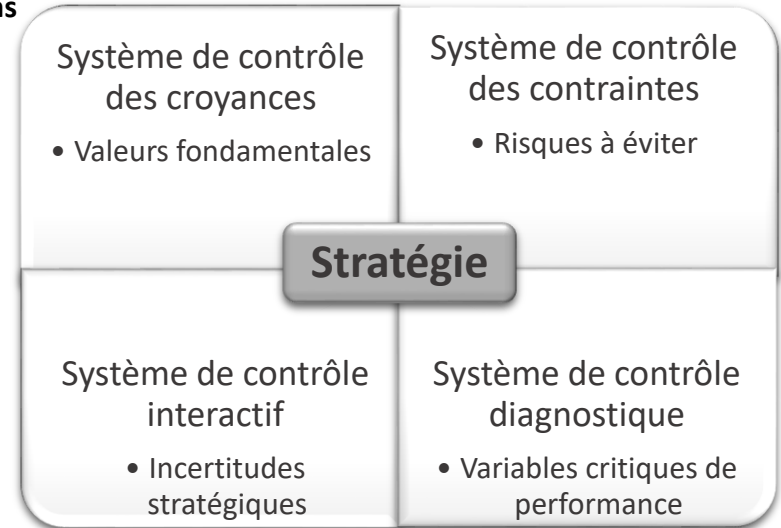 Système de contrôle
des croyances
• Valeurs fondamentales
Système de contrôle
des contraintes
• Risques à éviter
Stratégie
Système de contrôle
interactif
• Incertitudes
stratégiques
Système de contrôle
diagnostique
• Variables critiques de
performance